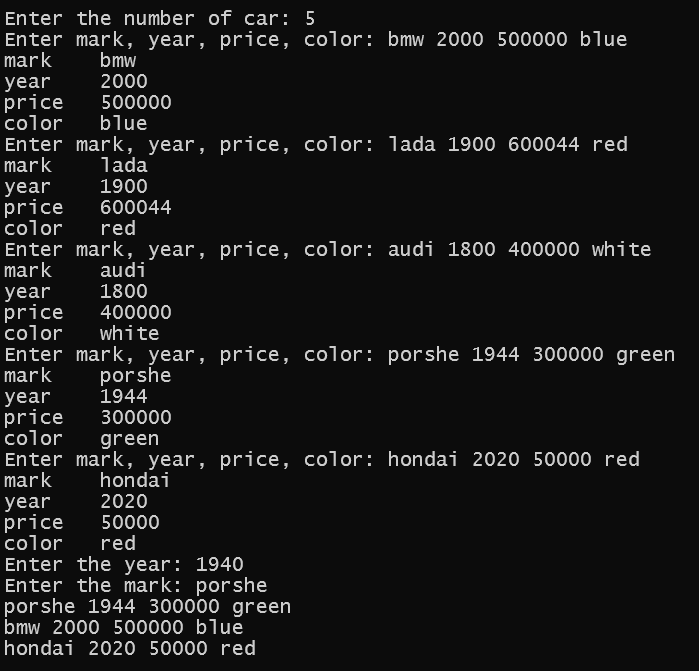 Enter the number of car: 5
Enter mark, year, price, color: bmw 2000 500000 blue
mark    bmw
year    2000
price   500000
color   blue
Enter mark, year, price, color: lada 1900 600044 red
mark    lada
year    1900
price   600044
color   red
Enter mark, year, price, color: audi 1800 400000 white
mark    audi
year    1800
price   400000
color   white
Enter mark, year, price, color: porshe 1944 300000 green
mark    porshe
year    1944
price   300000
color   green
Enter mark, year, price, color: hondai 2020 50000 red
mark    hondai
year    2020
price   50000
color   red
Enter the year: 1940
Enter the mark: porshe
porshe 1944 300000 green
bmw 2000 500000 blue
hondai 2020 50000 red